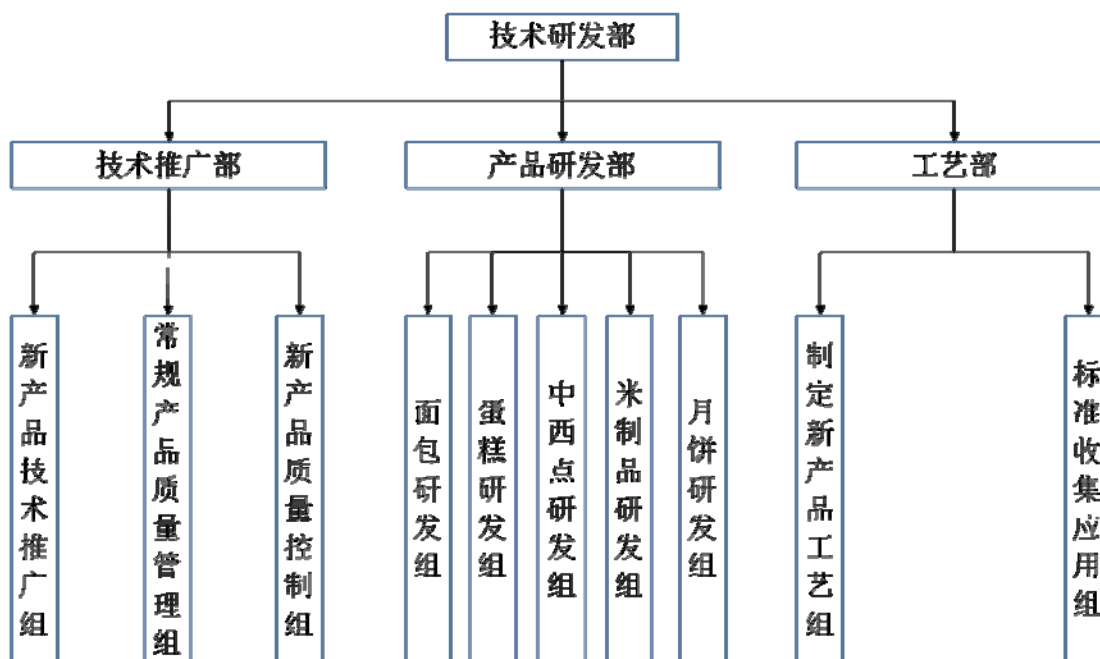 技术研发部
技术推广部
产品研发部
工艺部
新产品技术推广组
常规产品质量管理组
新产品质量控制组
面包研发组
蛋糕研发组
中西点研发组
米制品研发组
月饼研发组
制定新产品工艺组
标准收集应用组